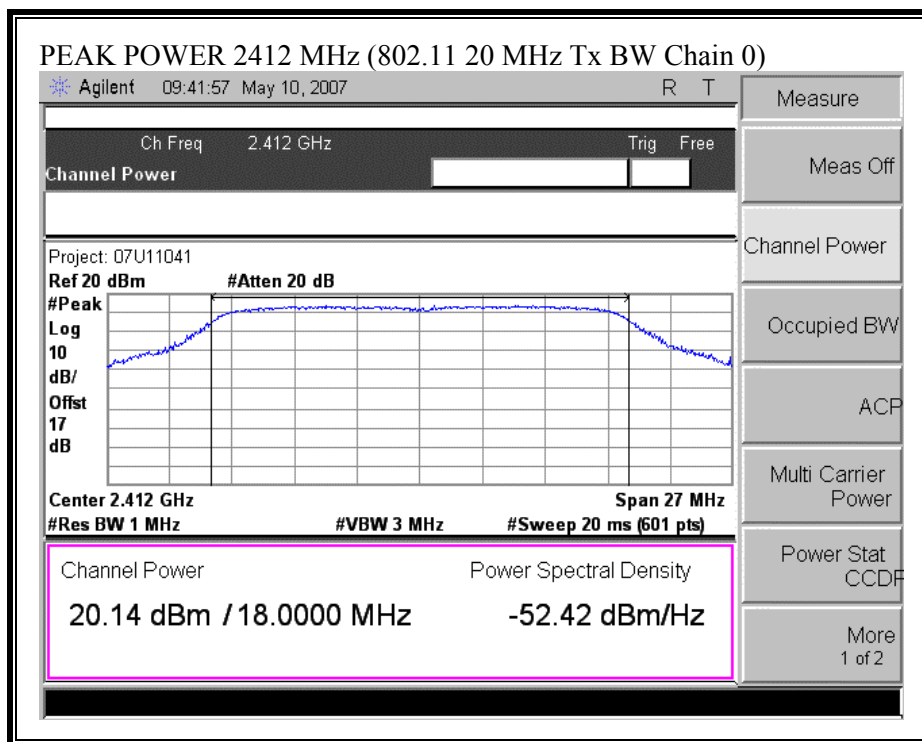 PEAK POWER 2412 MHz (802.11 20 MHz Tx BW Chain 0)
Agilent 09:41:57 May 10, 2007 R T
Ch Freq 2.412 GHz Trig Free
Channel Power
Project: 07U11041
Ref 20 dBm #Atten 20 dB
#Peak
Log
10
dB/
Offst
17
dB
Center 2.412 GHz Span 27 MHz
#Res BW 1 MHz #VBW 3 MHz #Sweep 20 ms (601 pts)
Channel Power Power Spectral Density
20.14 dBm / 18.0000 MHz -52.42 dBm/Hz
Measure
Meas Off
Channel Power
Occupied BW
ACP
Multi Carrier
Power
Power Stat
CCDF
More
1 of 2